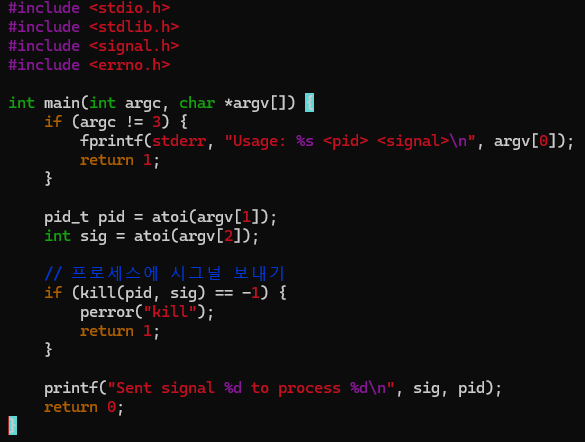 #include <stdio.h>
#include <stdlib.h>
#include <signal.h>
#include <errno.h>

int main(int argc, char *argv[]) {
    if (argc != 3) {
        fprintf(stderr, "Usage: %s <pid> <signal>\n", argv[0]);
        return 1;
    }

    pid_t pid = atoi(argv[1]);
    int sig = atoi(argv[2]);

    // 프로세스에 시그널 보내기
    if (kill(pid, sig) == -1) {
        perror("kill");
        return 1;
    }

    printf("Sent signal %d to process %d\n", sig, pid);
    return 0;
}